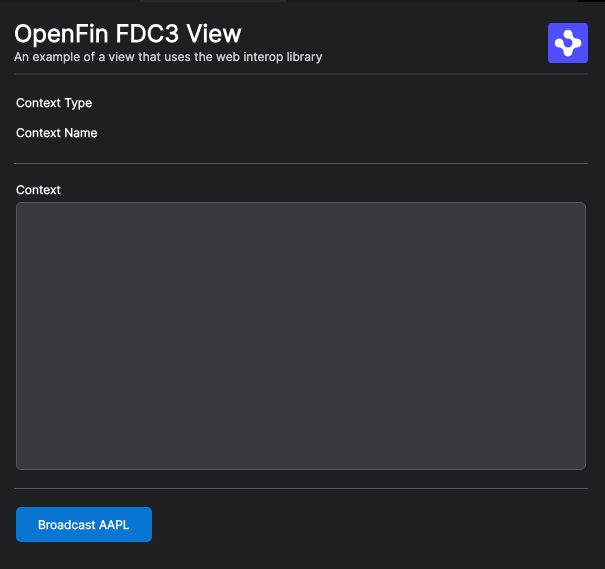 OpenFin FDC3 View
An example of a view that uses the web interop library
Context Type
Context Name
Context
Broadcast AAPL